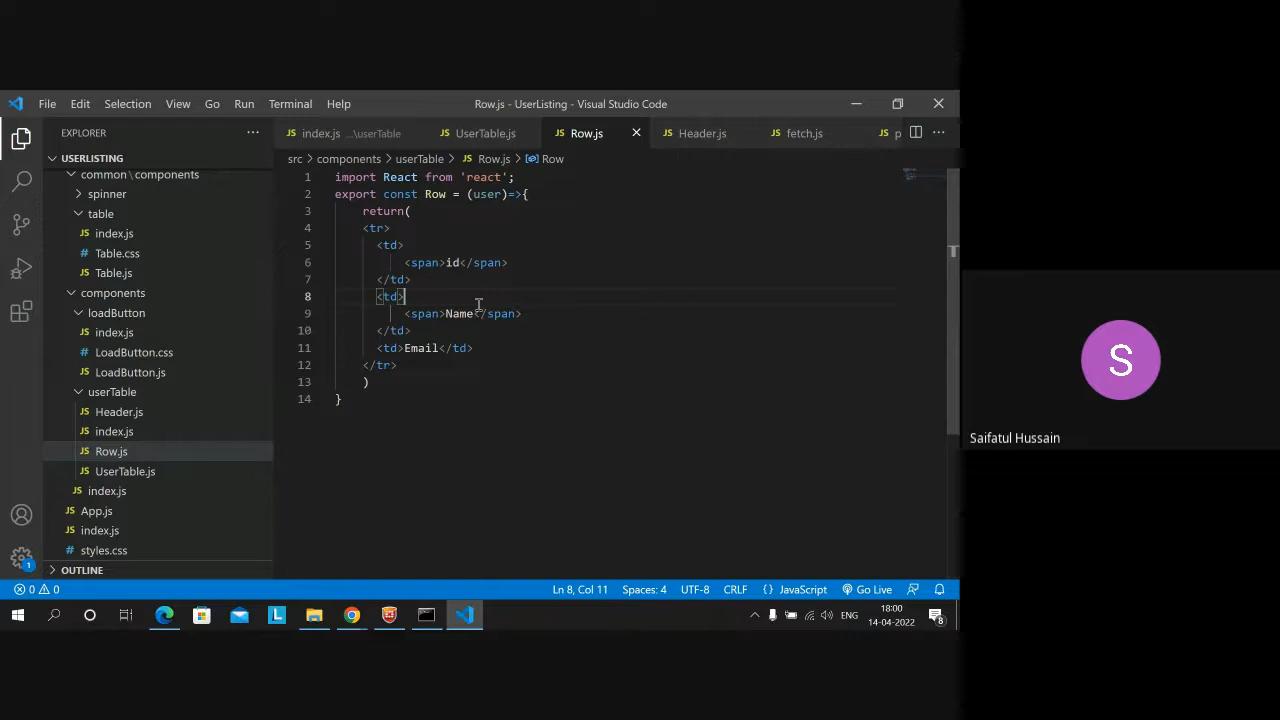 File Edit Selection View Go Run Terminal Help Row.js - UserListing - Visual Studio Code
EXPLORER
index.js ...\userTable
UserTable.js
Row.js
Header.js
fetch.js
p
USERLISTING
common\components
spinner
table
index.js
Table.css
Table.js
components
loadButton
index.js
LoadButton.css
LoadButton.js
userTable
Header.js
index.js
Row.js
UserTable.js
index.js
App.js
index.js
styles.css
OUTLINE
src > components > userTable > JS Row.js > Row
1 import React from 'react';
2 export const Row = (user)=>{
3 return(
4 <tr>
5 <td>
6 <span>id</span>
7 </td>
8 <td>
9 <span>Name</span>
10 </td>
11 <td>Email</td>
12 </tr>
13 )
14 }
0 0 Ln 8, Col 11 Spaces: 4 UTF-8 CRLF {} JavaScript Go Live
ENG
18:00
14-04-2022
8
S
Saifatul Hussain